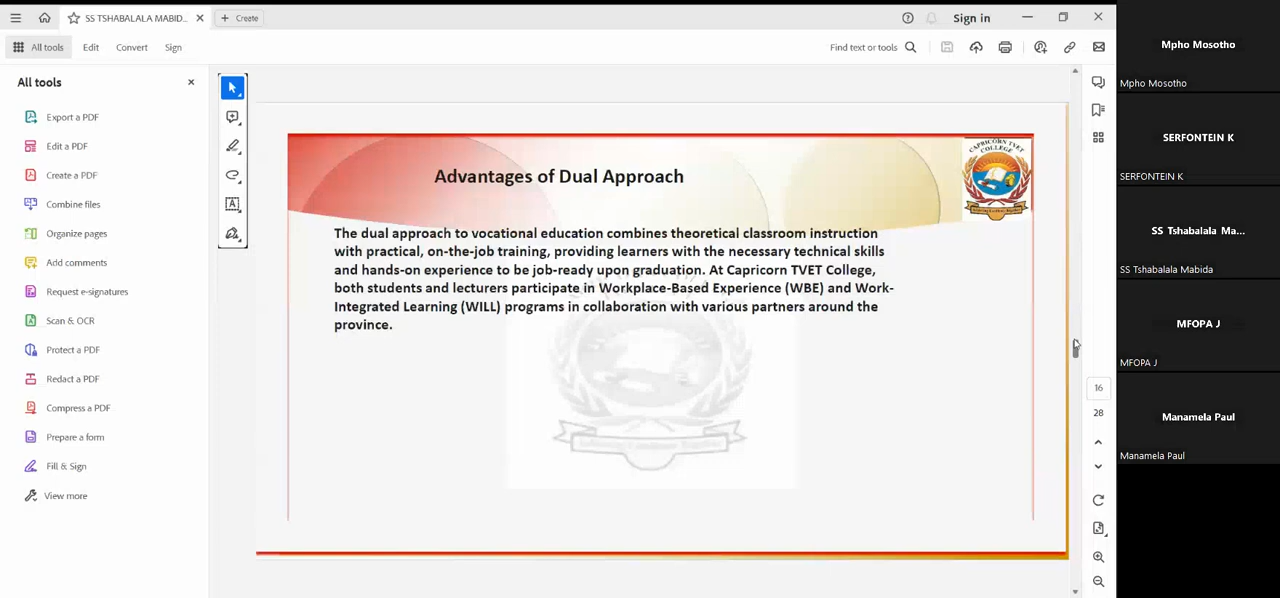 SS TSHABALALA MABID...
Create
Sign in
All tools
Edit
Convert
Sign
Find text or tools
All tools
Export a PDF
Edit a PDF
Create a PDF
Combine files
Organize pages
Add comments
Request e-signatures
Scan & OCR
Protect a PDF
Redact a PDF
Compress a PDF
Prepare a form
Fill & Sign
View more
CAPRICORN TVET COLLEGE
Advantages of Dual Approach
The dual approach to vocational education combines theoretical classroom instruction
with practical, on-the-job training, providing learners with the necessary technical skills
and hands-on experience to be job-ready upon graduation. At Capricorn TVET College,
both students and lecturers participate in Workplace-Based Experience (WBE) and Work-
Integrated Learning (WILL) programs in collaboration with various partners around the
province.
16
28
Mpho Mosotho
Mpho Mosotho
SERFONTEIN K
SERFONTEIN K
SS Tshabalala Ma...
SS Tshabalala Mabida
MFOPA J
MFOPA J
Manamela Paul
Manamela Paul